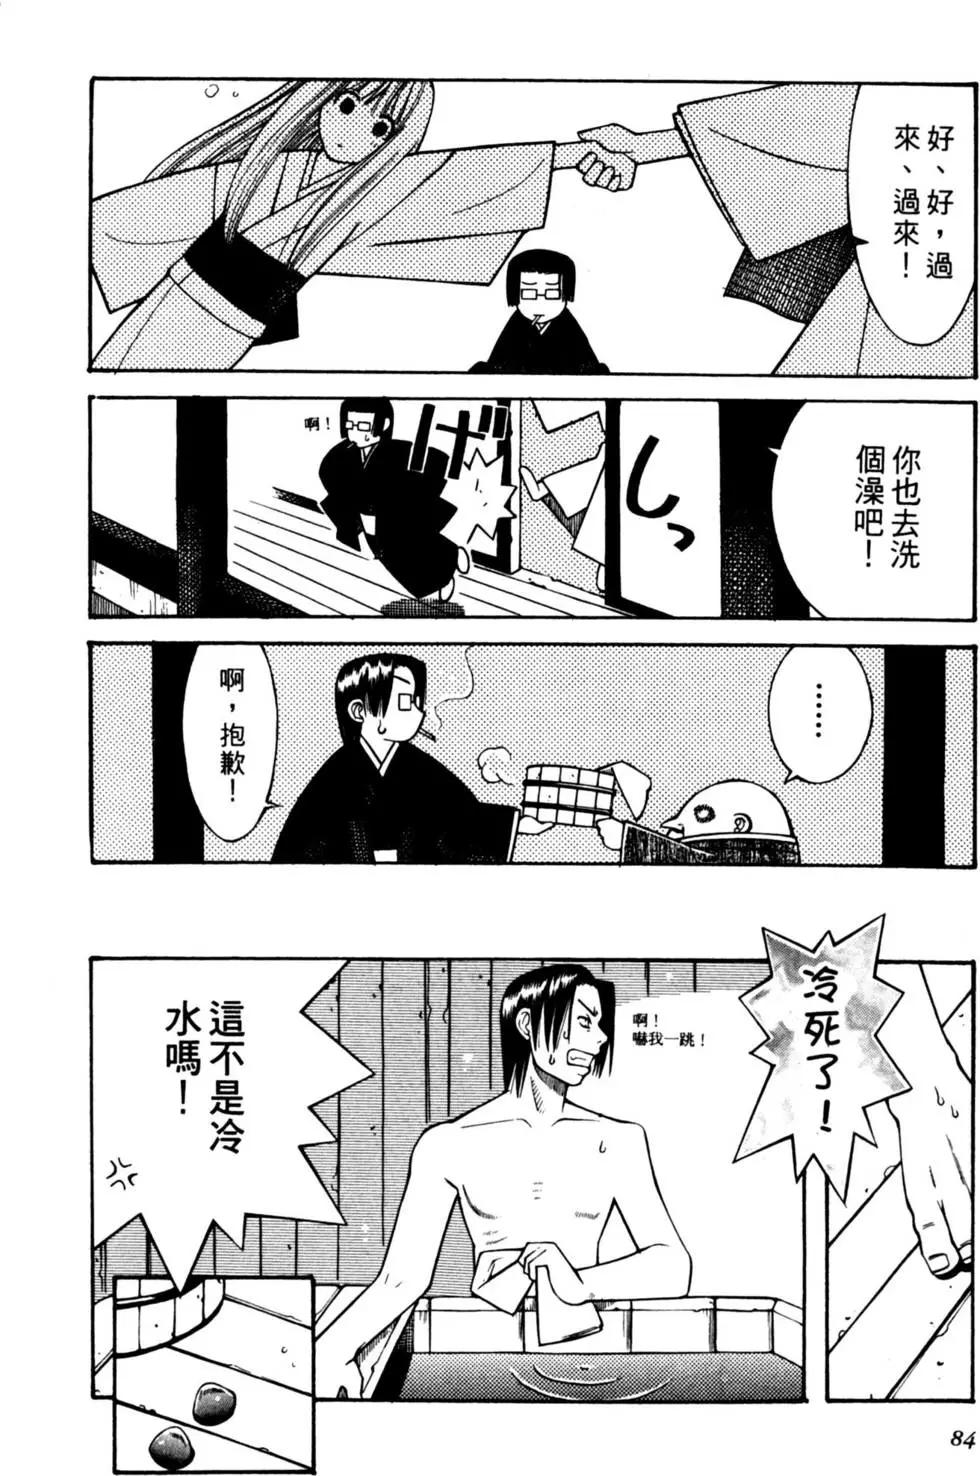 好、好，過
來、過來！
你也去洗
個澡吧！
しっ
げ
啊！
……
啊，抱歉！
冷死了！
啊！
嚇我一跳！
這不是冷
水嗎！
84